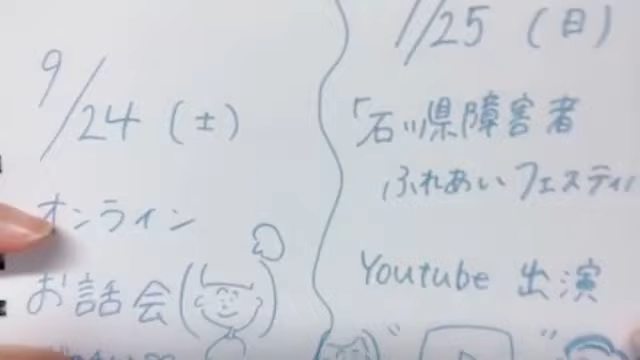 9/24（土）
オンライン
お話会
/25（日）
「石川県障害者
ふれあいフェスティ
Youtube 出演